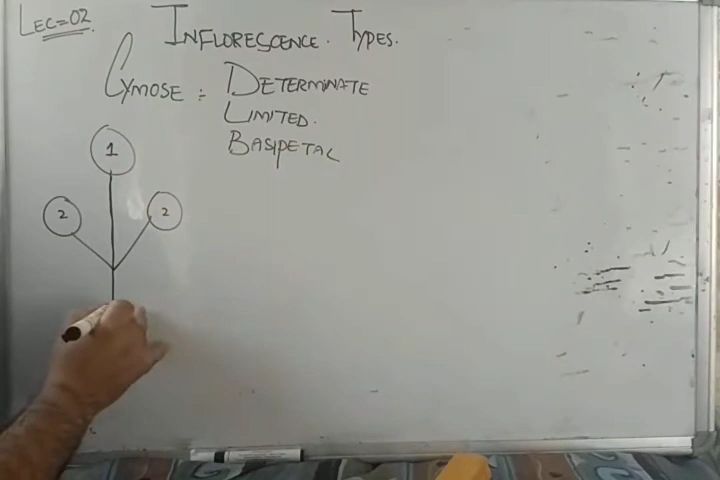 LEC=02
INFLORESCENCE. TYPES.
CYMOSE : DETERMINATE
LIMITED.
BASIPETAL
1
2 2